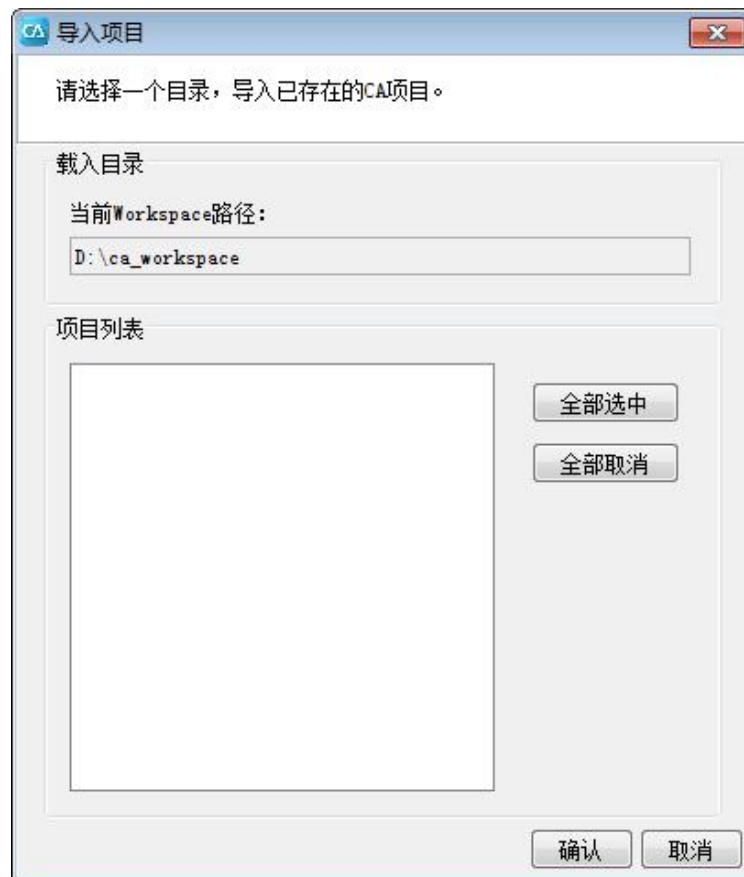 CA 导入项目
请选择一个目录，导入已存在的CA项目。
载入目录
当前Workspace路径：
D:\ca_workspace
项目列表
全部选中
全部取消
确认 取消